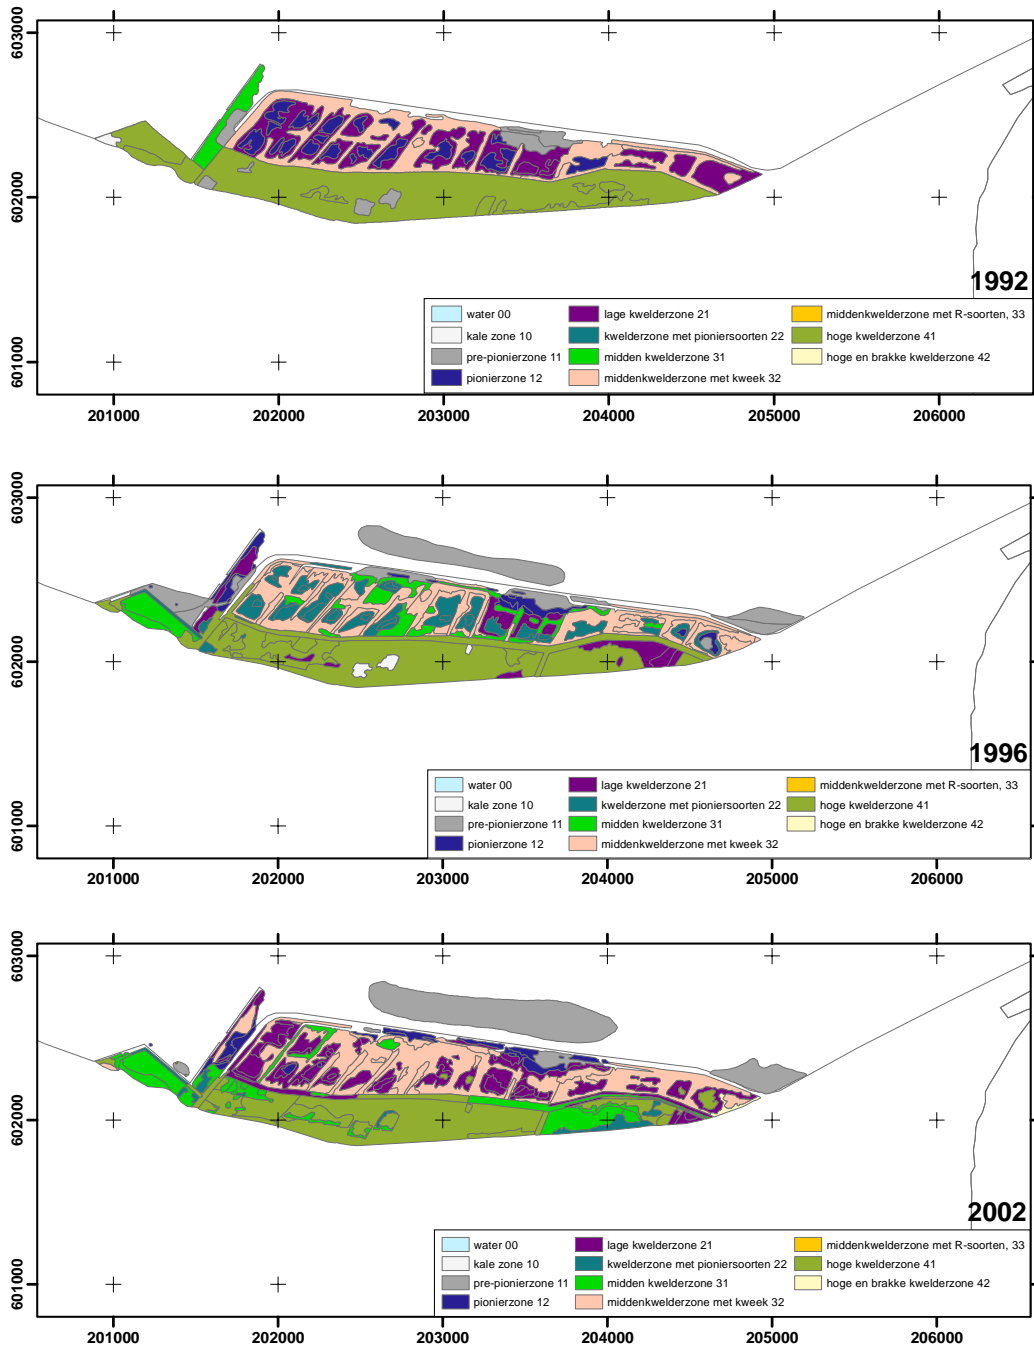 603000
602000
601000
1992
water 00
kale zone 10
pre-pionierzone 11
pionierzone 12
lage kwelderzone 21
kwelderzone met pioniersoorten 22
midden kwelderzone 31
middenkwelderzone met kweek 32
middenkwelderzone met R-soorten, 33
hoge kwelderzone 41
hoge en brakke kwelderzone 42
201000 202000 203000 204000 205000 206000
603000
602000
601000
1996
water 00
kale zone 10
pre-pionierzone 11
pionierzone 12
lage kwelderzone 21
kwelderzone met pioniersoorten 22
midden kwelderzone 31
middenkwelderzone met kweek 32
middenkwelderzone met R-soorten, 33
hoge kwelderzone 41
hoge en brakke kwelderzone 42
201000 202000 203000 204000 205000 206000
603000
602000
601000
2002
water 00
kale zone 10
pre-pionierzone 11
pionierzone 12
lage kwelderzone 21
kwelderzone met pioniersoorten 22
midden kwelderzone 31
middenkwelderzone met kweek 32
middenkwelderzone met R-soorten, 33
hoge kwelderzone 41
hoge en brakke kwelderzone 42
201000 202000 203000 204000 205000 206000